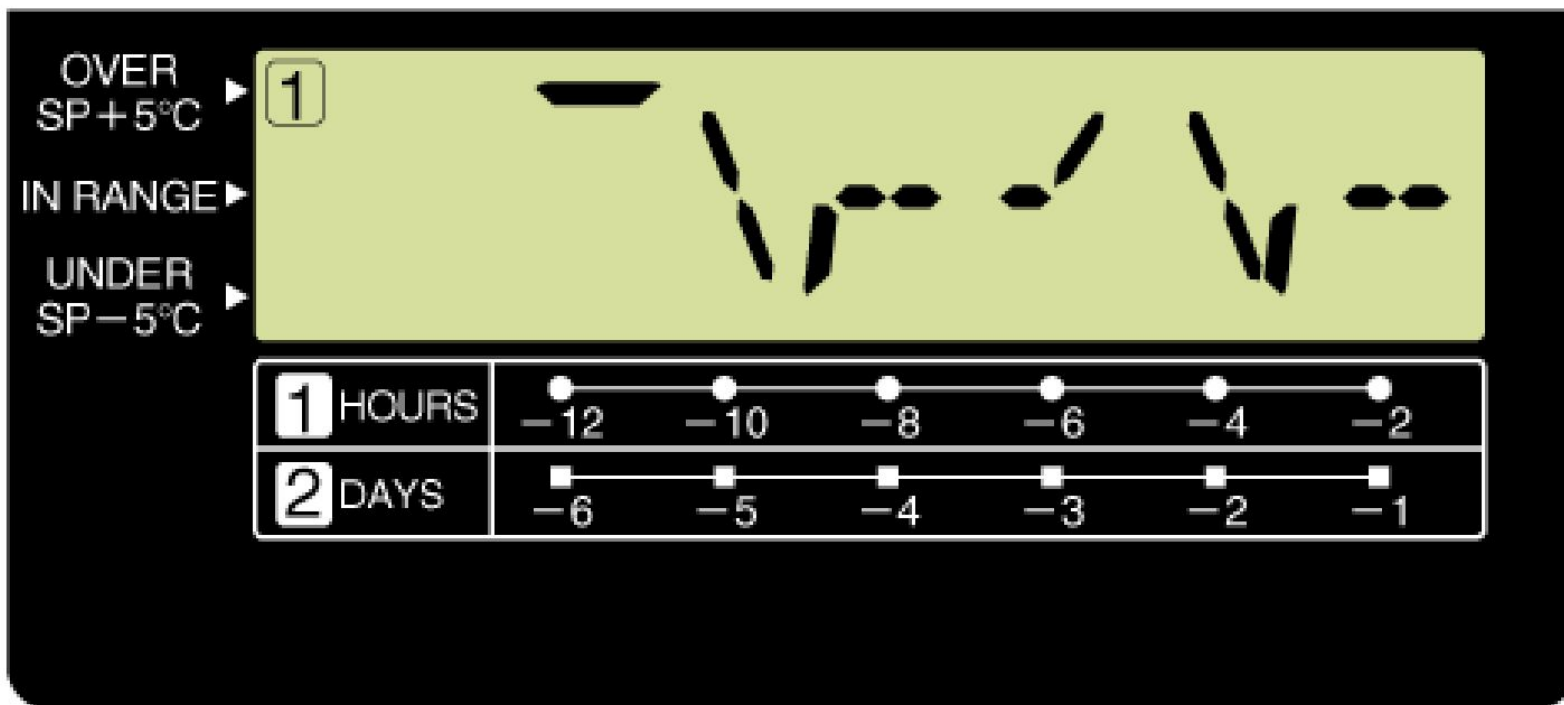 OVER
SP+5°C
1
IN RANGE
UNDER
SP−5°C
1 HOURS
−12 −10 −8 −6 −4 −2
2 DAYS
−6 −5 −4 −3 −2 −1